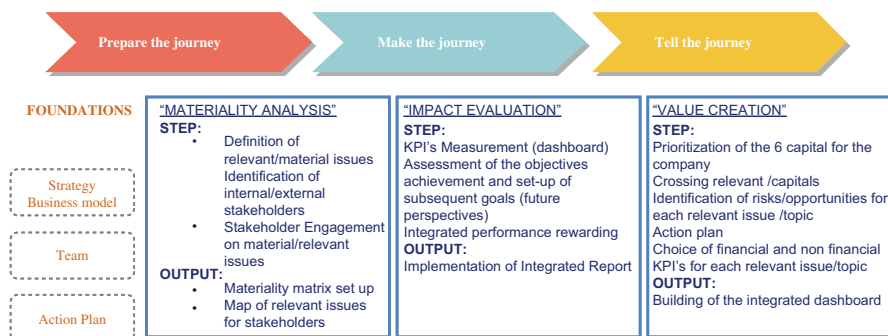 Prepare the journey
Make the journey
Tell the journey
FOUNDATIONS
Strategy
Business model
Team
Action Plan
“MATERIALITY ANALYSIS”
STEP:
• Definition of
relevant/material issues
Identification of
internal/external
stakeholders
• Stakeholder Engagement
on material/relevant
issues
OUTPUT:
• Materiality matrix set up
• Map of relevant issues
for stakeholders
“IMPACT EVALUATION”
STEP:
KPI’s Measurement (dashboard)
Assessment of the objectives
achievement and set-up of
subsequent goals (future
perspectives)
Integrated performance rewarding
OUTPUT:
Implementation of Integrated Report
“VALUE CREATION”
STEP:
Prioritization of the 6 capital for the
company
Crossing relevant /capitals
Identification of risks/opportunities for
each relevant issue /topic
Action plan
Choice of financial and non financial
KPI’s for each relevant issue/topic
OUTPUT:
Building of the integrated dashboard